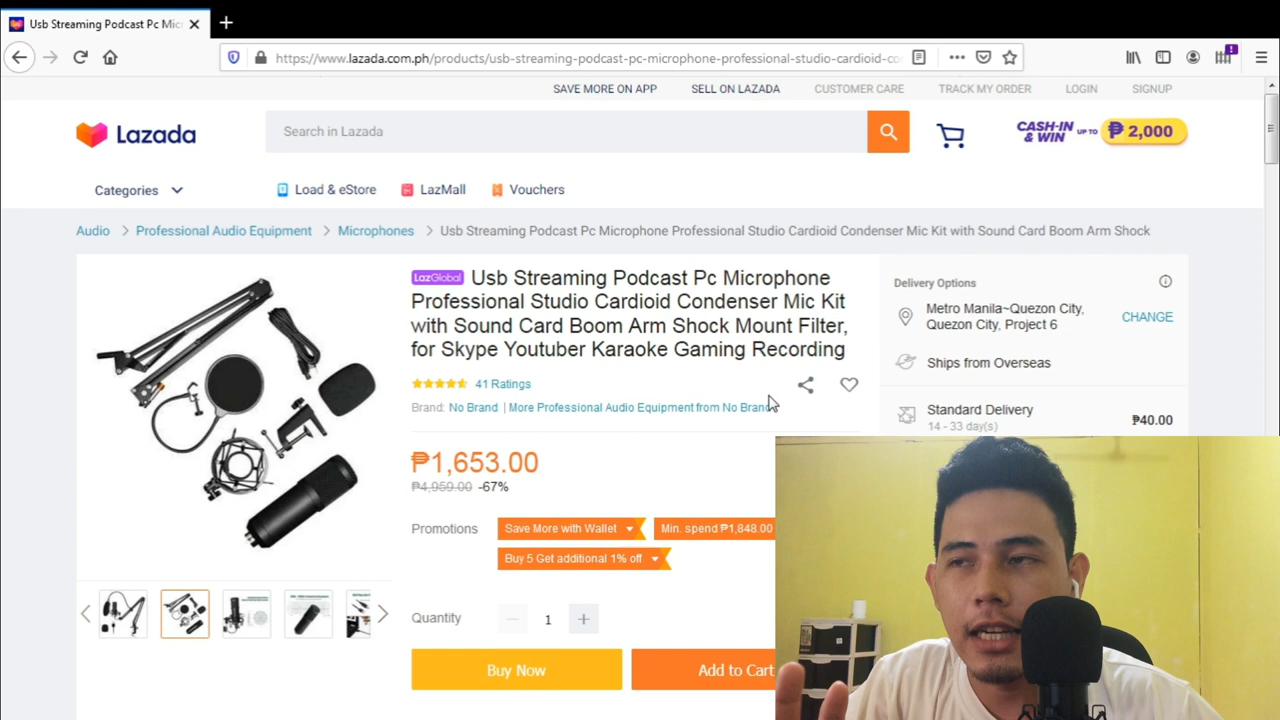 Usb Streaming Podcast Pc Mic
https://www.lazada.com.ph/products/usb-streaming-podcast-pc-microphone-professional-studio-cardioid-co
SAVE MORE ON APP
SELL ON LAZADA
CUSTOMER CARE
TRACK MY ORDER
LOGIN
SIGNUP
Lazada
Search in Lazada
CASH-IN & WIN UP TO ₱ 2,000
Categories
Load & eStore
LazMall
Vouchers
Audio > Professional Audio Equipment > Microphones > Usb Streaming Podcast Pc Microphone Professional Studio Cardioid Condenser Mic Kit with Sound Card Boom Arm Shock
LazGlobal Usb Streaming Podcast Pc Microphone
Professional Studio Cardioid Condenser Mic Kit
with Sound Card Boom Arm Shock Mount Filter,
for Skype Youtuber Karaoke Gaming Recording
41 Ratings
Brand: No Brand | More Professional Audio Equipment from No Brand
₱1,653.00
₱4,959.00 -67%
Promotions
Save More with Wallet
Min. spend ₱1,848.00
Buy 5 Get additional 1% off
Quantity
1
Buy Now
Add to Cart
Delivery Options
Metro Manila~Quezon City,
Quezon City, Project 6
CHANGE
Ships from Overseas
Standard Delivery
₱40.00
14 - 33 day(s)